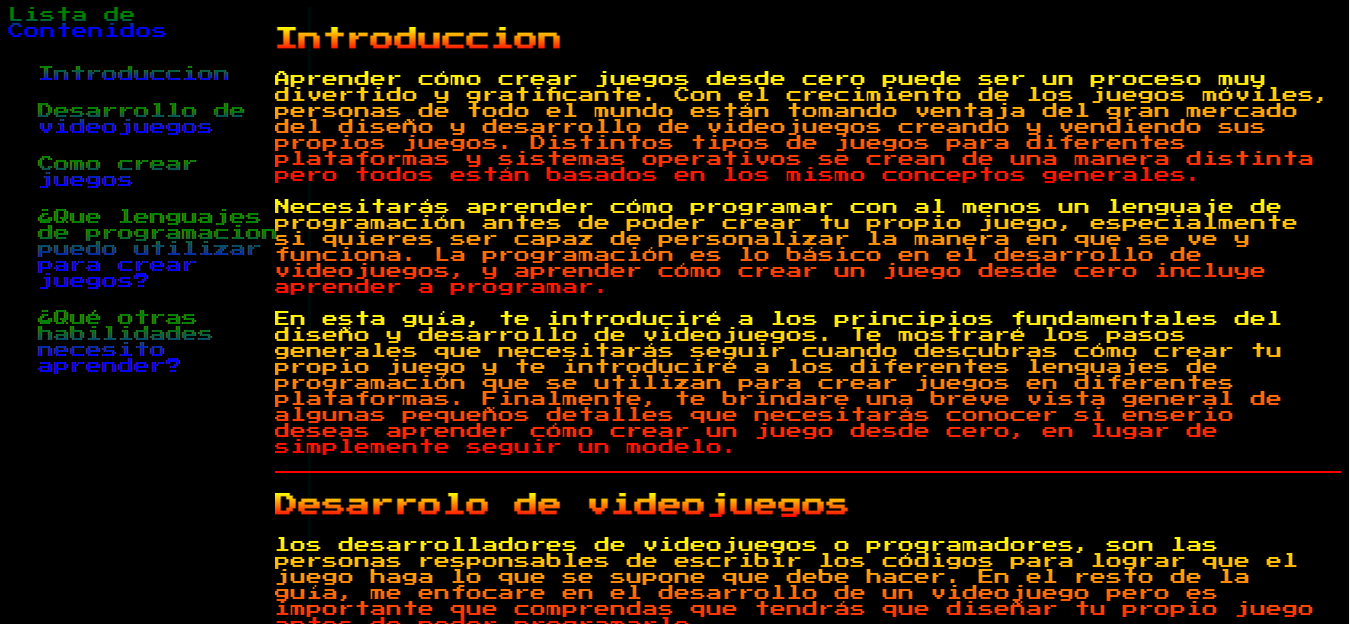 Lista de
Contenidos
Introduccion
Desarrollo de
videojuegos
Como crear
juegos
¿Que lenguajes
de programacion
puedo utilizar
para crear
juegos?
¿Qué otras
habilidades
necesito
aprender?
Introduccion
Aprender cómo crear juegos desde cero puede ser un proceso muy
divertido y gratificante. Con el crecimiento de los juegos móviles,
personas de todo el mundo están tomando ventaja del gran mercado
del diseño y desarrollo de videojuegos creando y vendiendo sus
propios juegos. Distintos tipos de juegos para diferentes
plataformas y sistemas operativos se crean de una manera distinta
pero todos están basados en los mismo conceptos generales.
Necesitarás aprender cómo programar con al menos un lenguaje de
programación antes de poder crear tu propio juego, especialmente
si quieres ser capaz de personalizar la manera en que se ve y
funciona. La programación es lo básico en el desarrollo de
videojuegos, y aprender cómo crear un juego desde cero incluye
aprender a programar.
En esta guía, te introduciré a los principios fundamentales del
diseño y desarrollo de videojuegos. Te mostraré los pasos
generales que necesitarás seguir cuando descubras cómo crear tu
propio juego y te introduciré a los diferentes lenguajes de
programación que se utilizan para crear juegos en diferentes
plataformas. Finalmente, te brindare una breve vista general de
algunas pequeños detalles que necesitarás conocer si enserio
deseas aprender cómo crear un juego desde cero, en lugar de
simplemente seguir un modelo.
Desarrolo de videojuegos
los desarrolladores de videojuegos o programadores, son las
personas responsables de escribir los códigos para lograr que el
juego haga lo que se supone que debe hacer. En el resto de la
guía, me enfocare en el desarrollo de un videojuego pero es
importante que comprendas que tendrás que diseñar tu propio juego
antes de poder programarlo